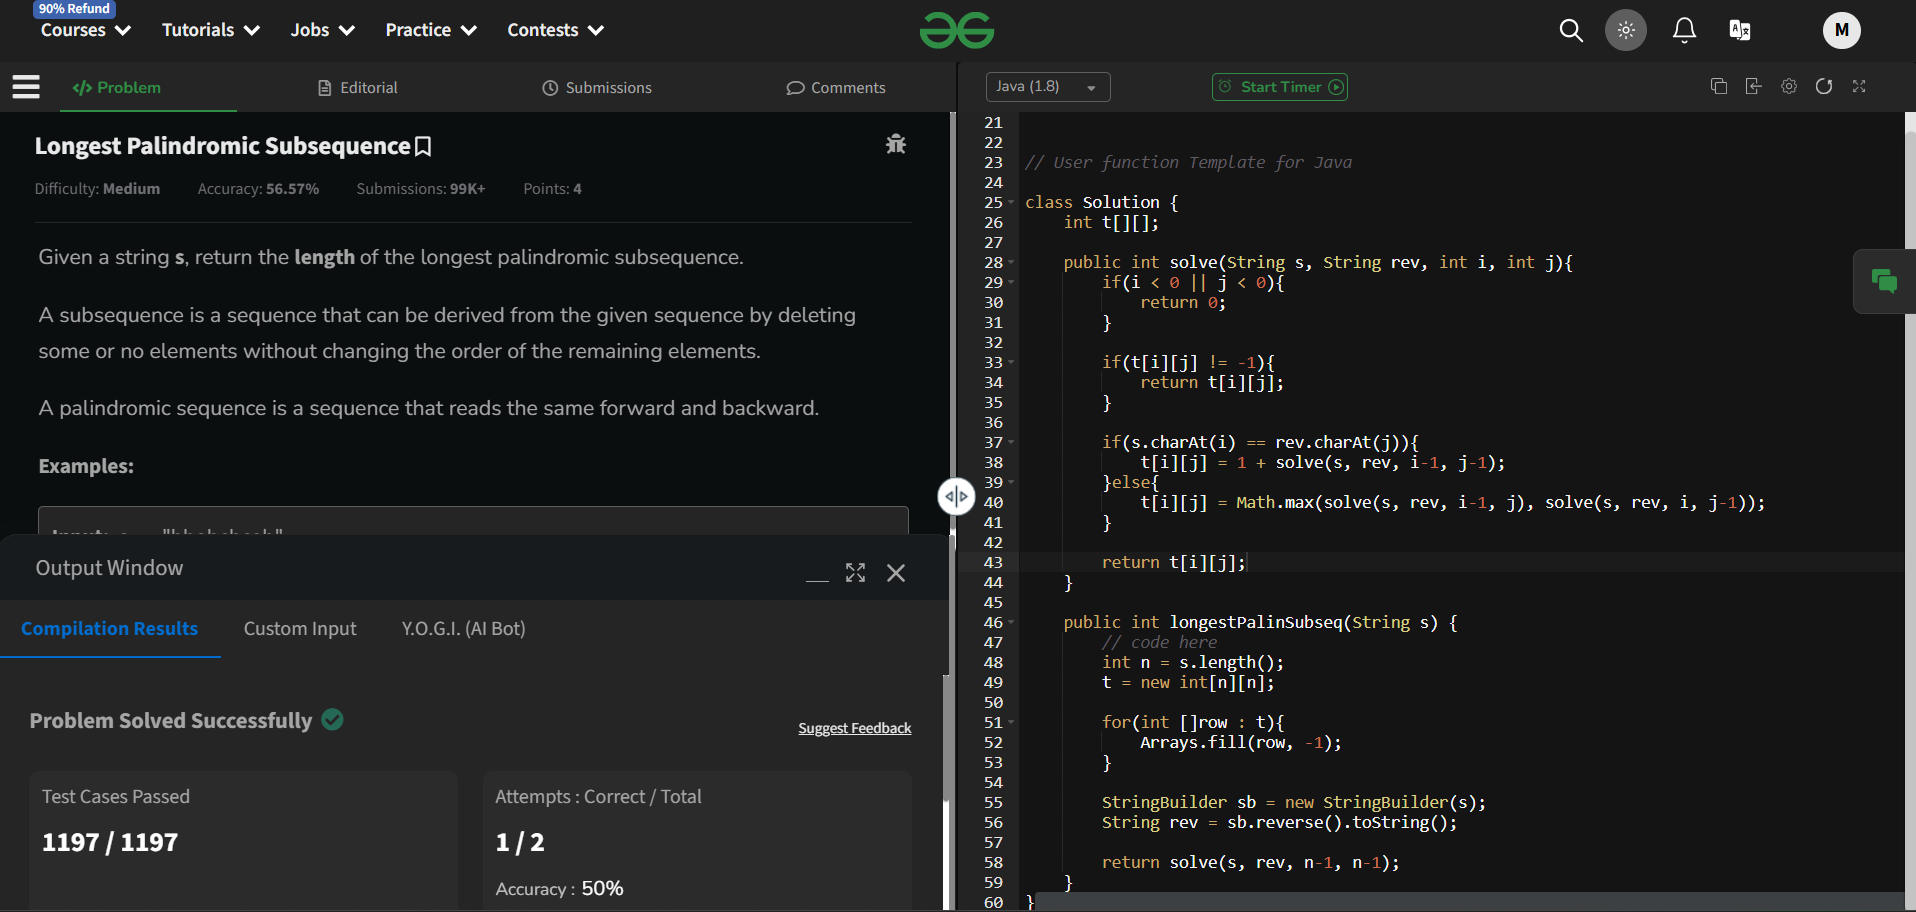 90% Refund
Courses Tutorials Jobs Practice Contests
M
Problem Editorial Submissions Comments
Java (1.8) Start Timer
Longest Palindromic Subsequence
Difficulty: Medium Accuracy: 56.57% Submissions: 99K+ Points: 4
Given a string s, return the length of the longest palindromic subsequence.
A subsequence is a sequence that can be derived from the given sequence by deleting
some or no elements without changing the order of the remaining elements.
A palindromic sequence is a sequence that reads the same forward and backward.
Examples:
Output Window
Compilation Results Custom Input Y.O.G.I. (AI Bot)
Problem Solved Successfully
Suggest Feedback
Test Cases Passed
1197 / 1197
Attempts : Correct / Total
1 / 2
Accuracy : 50%
21
22
23 // User function Template for Java
24
25 class Solution {
26 int t[][];
27
28 public int solve(String s, String rev, int i, int j){
29 if(i < 0 || j < 0){
30 return 0;
31 }
32
33 if(t[i][j] != -1){
34 return t[i][j];
35 }
36
37 if(s.charAt(i) == rev.charAt(j)){
38 t[i][j] = 1 + solve(s, rev, i-1, j-1);
39 }else{
40 t[i][j] = Math.max(solve(s, rev, i-1, j), solve(s, rev, i, j-1));
41 }
42
43 return t[i][j];
44 }
45
46 public int longestPalinSubseq(String s) {
47 // code here
48 int n = s.length();
49 t = new int[n][n];
50
51 for(int []row : t){
52 Arrays.fill(row, -1);
53 }
54
55 StringBuilder sb = new StringBuilder(s);
56 String rev = sb.reverse().toString();
57
58 return solve(s, rev, n-1, n-1);
59 }
60 }